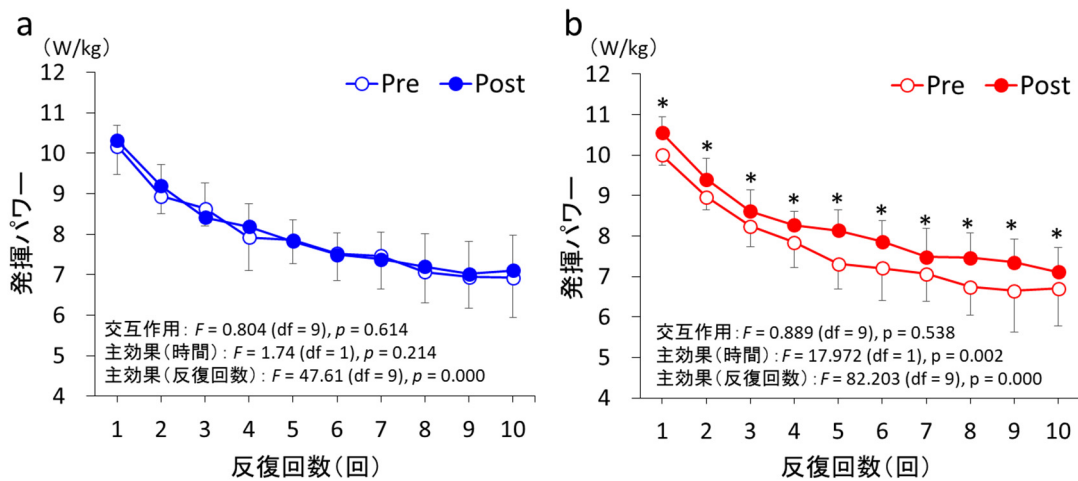 a
(W/kg)
Pre Post
12
11
10
9
8
7
6
5
4
発揮パワー
交互作用: F = 0.804 (df = 9), p = 0.614
主効果(時間): F = 1.74 (df = 1), p = 0.214
主効果(反復回数): F = 47.61 (df = 9), p = 0.000
1 2 3 4 5 6 7 8 9 10
反復回数(回)
b
(W/kg)
Pre Post
12
11
10
9
8
7
6
5
4
発揮パワー
* * * * * * * * * *
交互作用: F = 0.889 (df = 9), p = 0.538
主効果(時間): F = 17.972 (df = 1), p = 0.002
主効果(反復回数): F = 82.203 (df = 9), p = 0.000
1 2 3 4 5 6 7 8 9 10
反復回数(回)